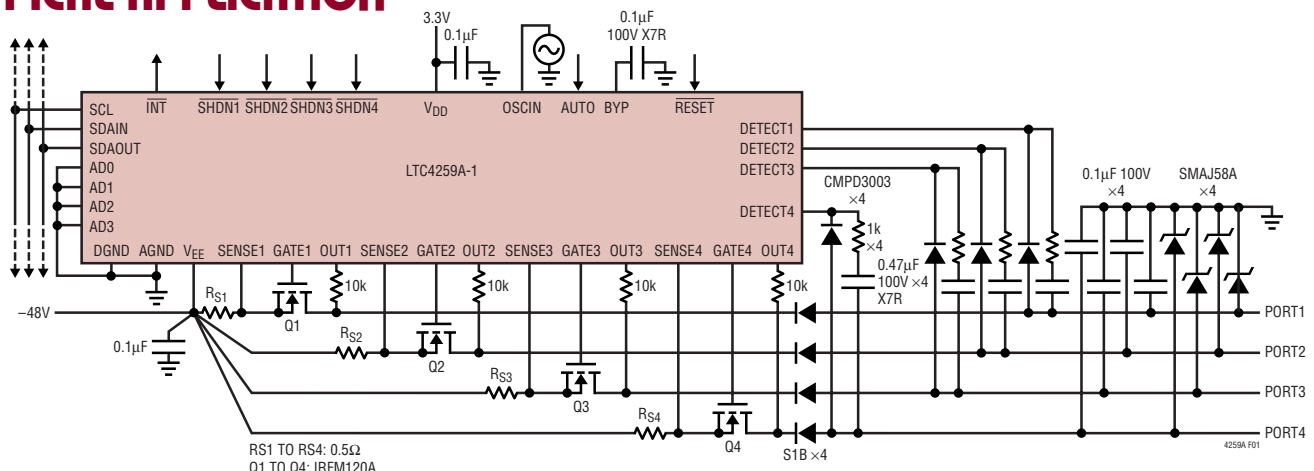 3.3V
0.1µF
0.1µF
100V X7R
SCL
INT
SHDN1 SHDN2 SHDN3 SHDN4
VDD
OSCIN
AUTO
BYP
RESET
SDAIN
SDAOUT
AD0
AD1
AD2
AD3
LTC4259A-1
DETECT1
DETECT2
DETECT3
DETECT4
CMPD3003
×4
1k
×4
0.47µF
100V ×4
X7R
0.1µF 100V
×4
SMAJ58A
×4
DGND AGND VEE SENSE1 GATE1 OUT1 SENSE2 GATE2 OUT2 SENSE3 GATE3 OUT3 SENSE4 GATE4 OUT4
10k
10k
10k
10k
–48V
RS1
Q1
PORT1
0.1µF
RS2
Q2
PORT2
RS3
Q3
PORT3
RS4
Q4
S1B ×4
PORT4
4259A F01
RS1 TO RS4: 0.5Ω
Q1 TO Q4: IRFM120A